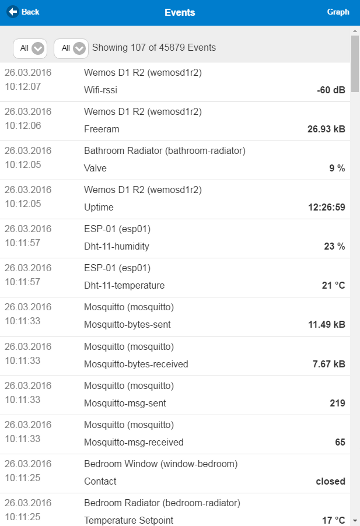 Back Events Graph
All All Showing 107 of 45879 Events
26.03.2016 Wemos D1 R2 (wemosd1r2)
10:12:07 Wifi-rssi -60 dB
26.03.2016 Wemos D1 R2 (wemosd1r2)
10:12:06 Freeram 26.93 kB
26.03.2016 Bathroom Radiator (bathroom-radiator)
10:12:05 Valve 9 %
26.03.2016 Wemos D1 R2 (wemosd1r2)
10:12:05 Uptime 12:26:59
26.03.2016 ESP-01 (esp01)
10:11:57 Dht-11-humidity 23 %
26.03.2016 ESP-01 (esp01)
10:11:57 Dht-11-temperature 21 °C
26.03.2016 Mosquitto (mosquitto)
10:11:33 Mosquitto-bytes-sent 11.49 kB
26.03.2016 Mosquitto (mosquitto)
10:11:33 Mosquitto-bytes-received 7.67 kB
26.03.2016 Mosquitto (mosquitto)
10:11:33 Mosquitto-msg-sent 219
26.03.2016 Mosquitto (mosquitto)
10:11:33 Mosquitto-msg-received 65
26.03.2016 Bedroom Window (window-bedroom)
10:11:25 Contact closed
26.03.2016 Bedroom Radiator (bedroom-radiator)
10:11:25 Temperature Setpoint 17 °C